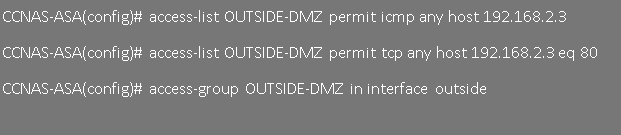 CCNAS-ASA(config)# access-list OUTSIDE-DMZ permit icmp any host 192.168.2.3
CCNAS-ASA(config)# access-list OUTSIDE-DMZ permit tcp any host 192.168.2.3 eq 80
CCNAS-ASA(config)# access-group OUTSIDE-DMZ in interface outside